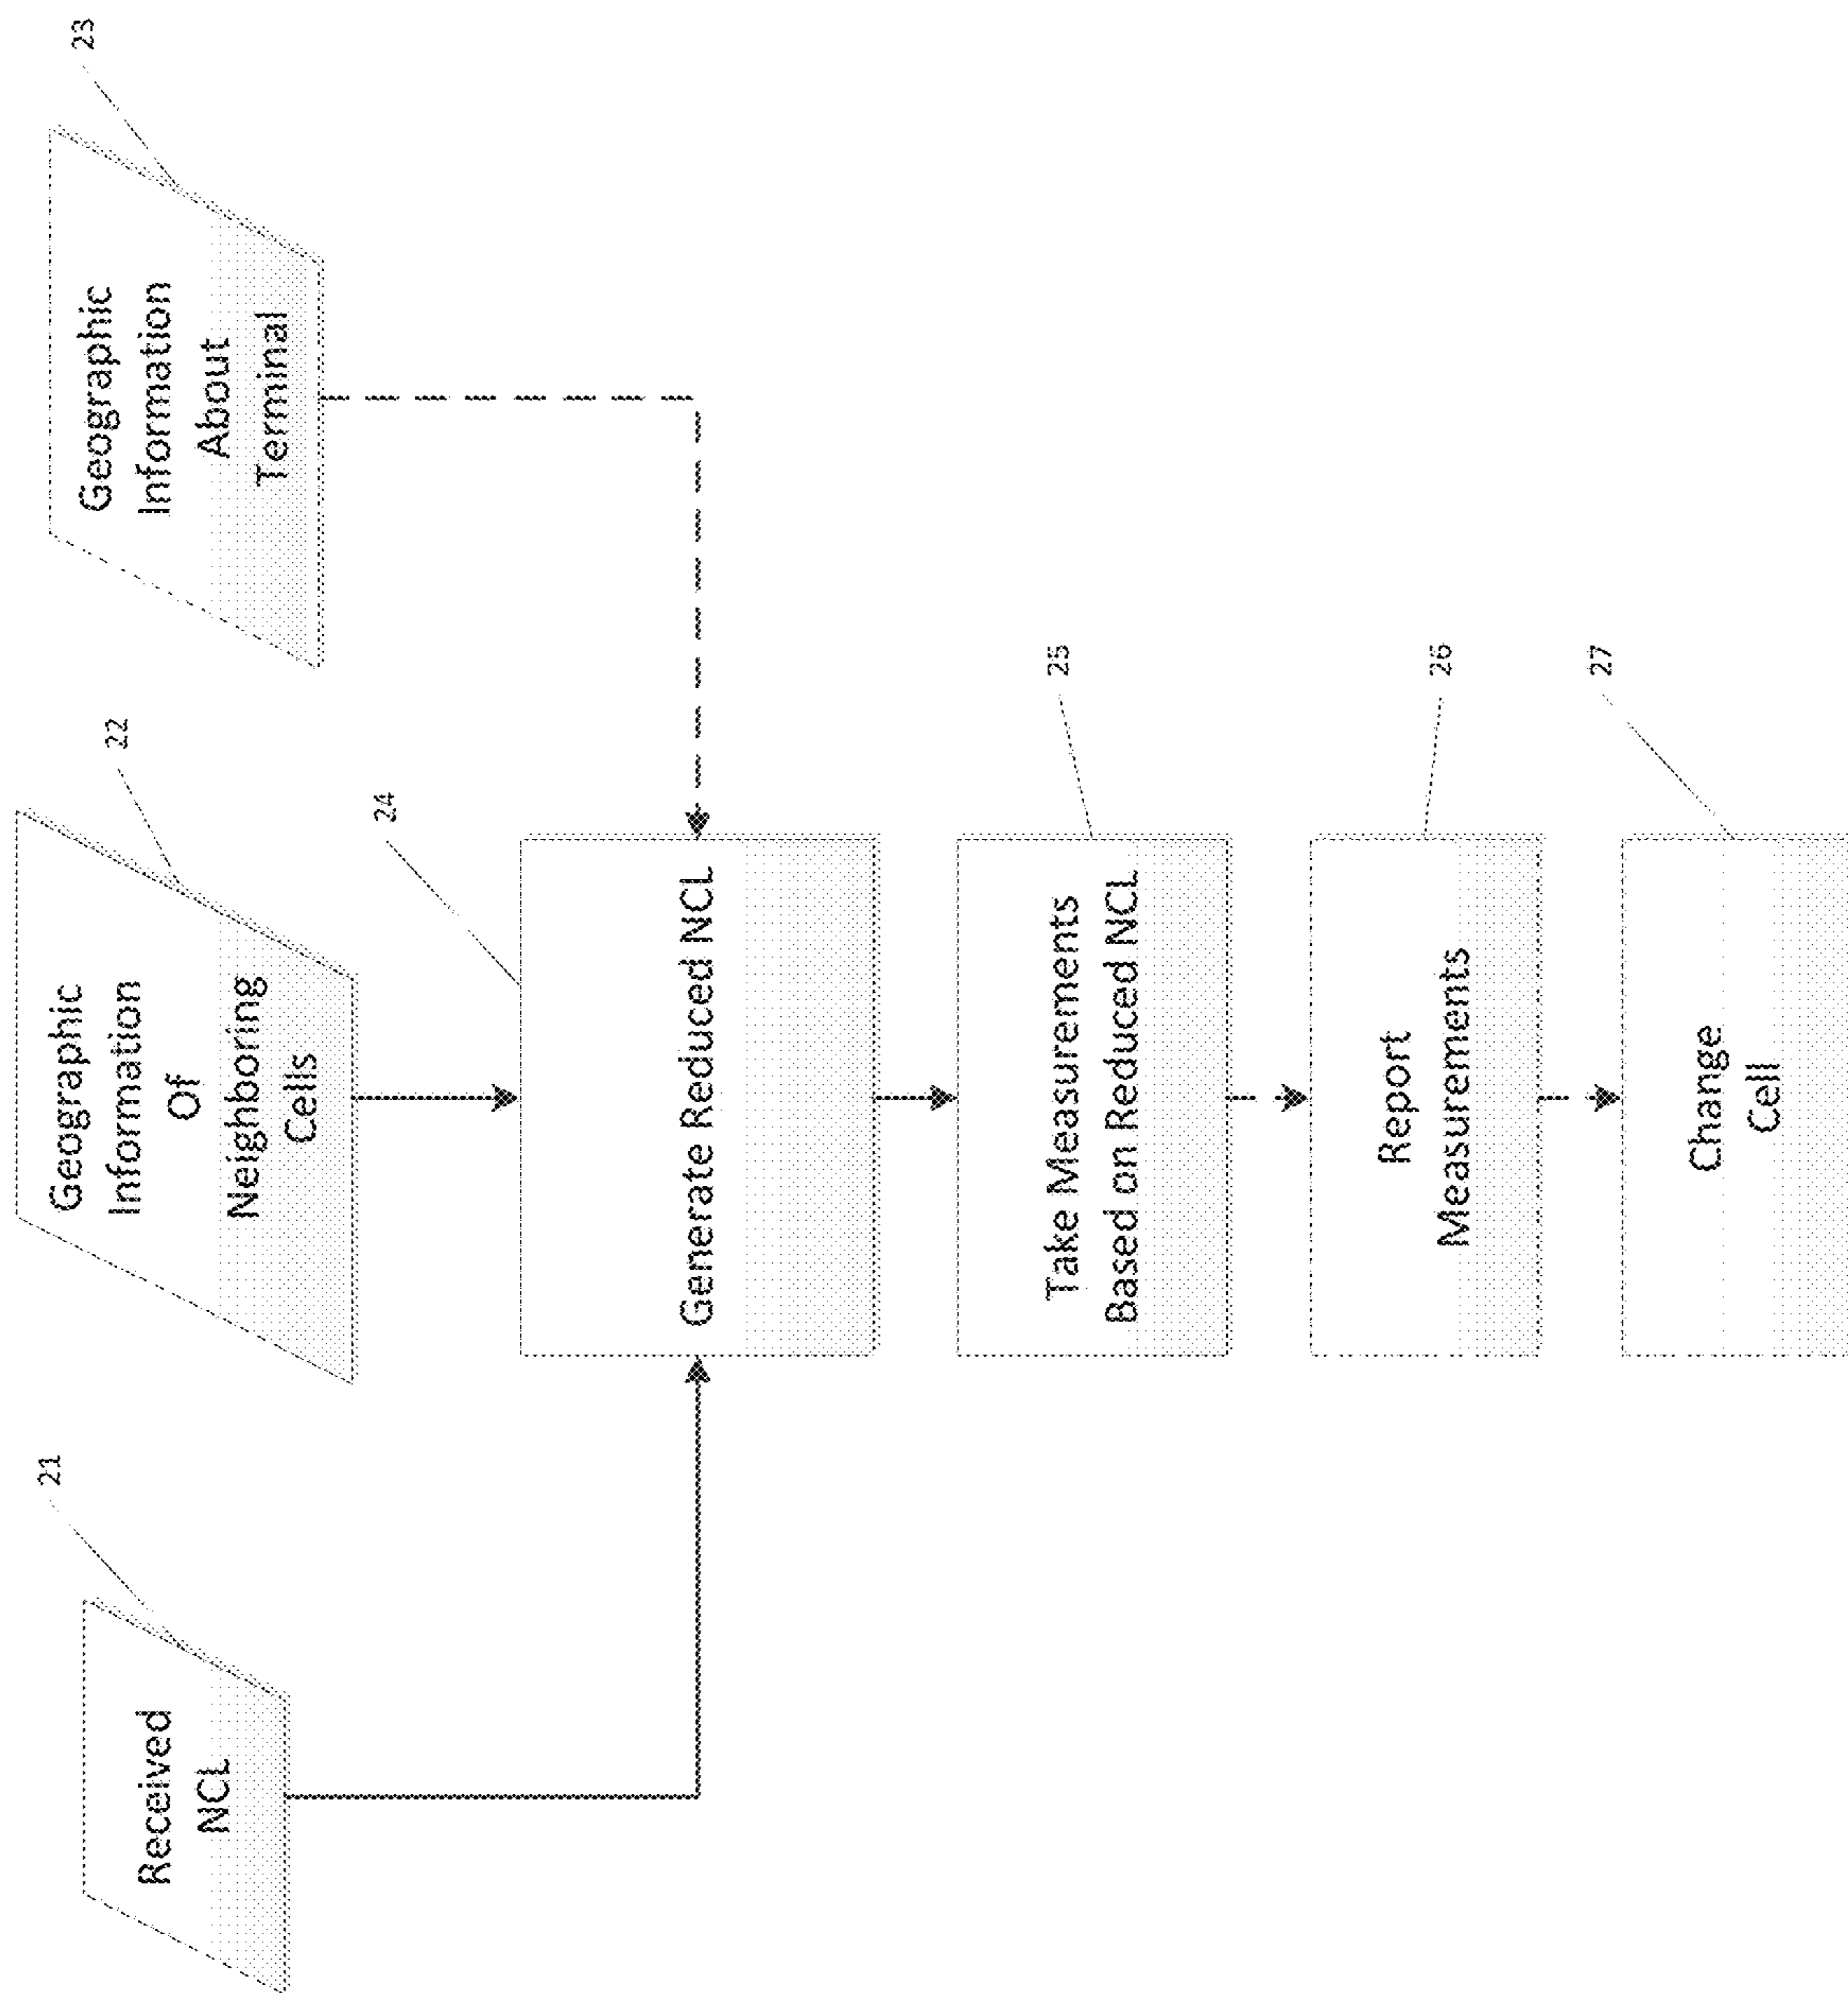 21
Received
NCL
22
Geographic
Information
Of
Neighboring
Cells
23
Geographic
Information
About
Terminal
24
Generate Reduced NCL
25
Take Measurements
Based on Reduced NCL
26
Report
Measurements
27
Change
Cell